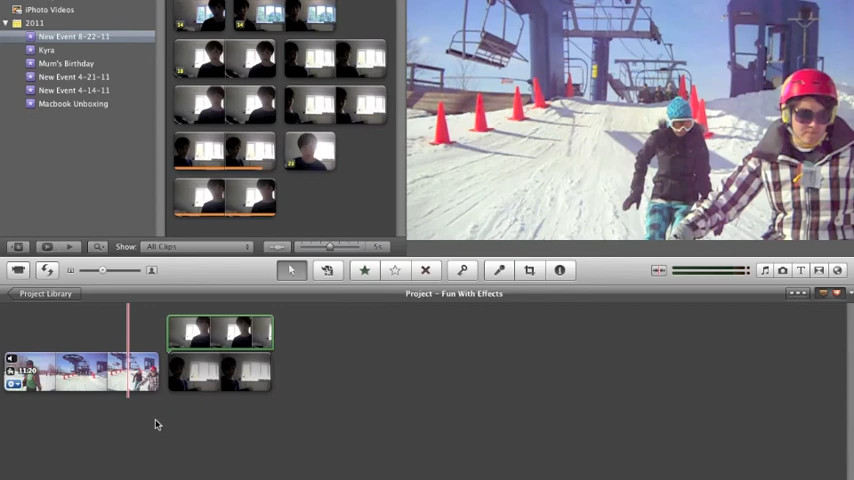 iPhoto Videos
2011
New Event 8-22-11
Kyra
Mum's Birthday
New Event 4-21-11
New Event 4-14-11
Macbook Unboxing
Show: All Clips
5s
Project Library
Project - Fun With Effects
11:20